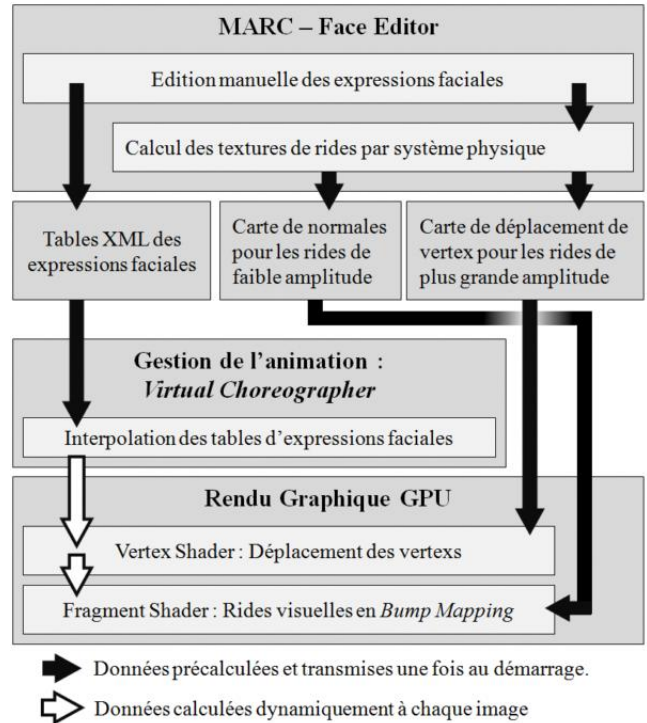 MARC – Face Editor
Edition manuelle des expressions faciales
Calcul des textures de rides par système physique
Tables XML des
expressions faciales
Carte de normales
pour les rides de
faible amplitude
Carte de déplacement de
vertex pour les rides de
plus grande amplitude
Gestion de l'animation :
Virtual Choreographer
Interpolation des tables d'expressions faciales
Rendu Graphique GPU
Vertex Shader : Déplacement des vertexs
Fragment Shader : Rides visuelles en Bump Mapping
Données précalculées et transmises une fois au démarrage.
Données calculées dynamiquement à chaque image